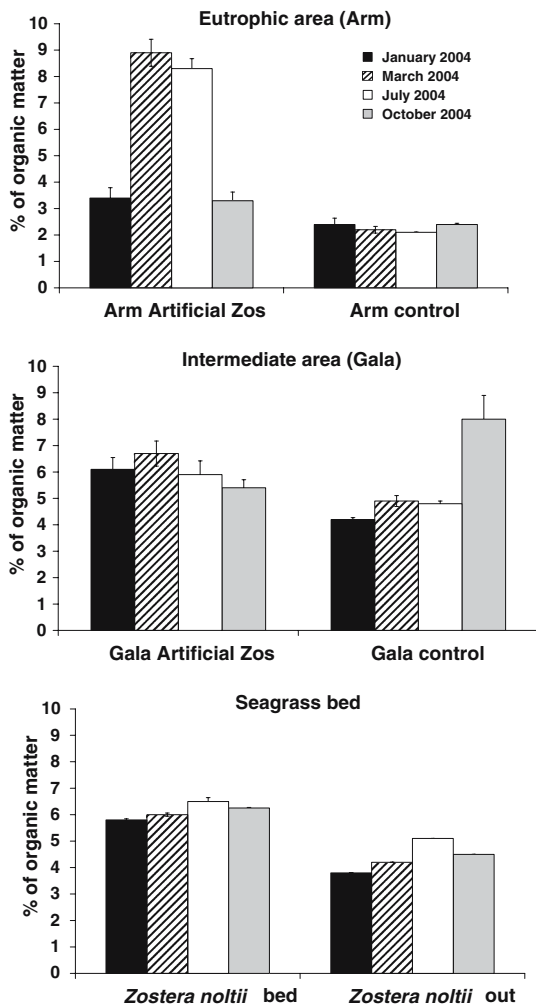 Eutrophic area (Arm)
% of organic matter
10
9
8
7
6
5
4
3
2
1
0
January 2004
March 2004
July 2004
October 2004
Arm Artificial Zos Arm control
Intermediate area (Gala)
% of organic matter
10
9
8
7
6
5
4
3
2
1
0
Gala Artificial Zos Gala control
Seagrass bed
% of organic matter
10
9
8
7
6
5
4
3
2
1
0
Zostera noltii bed Zostera noltii out